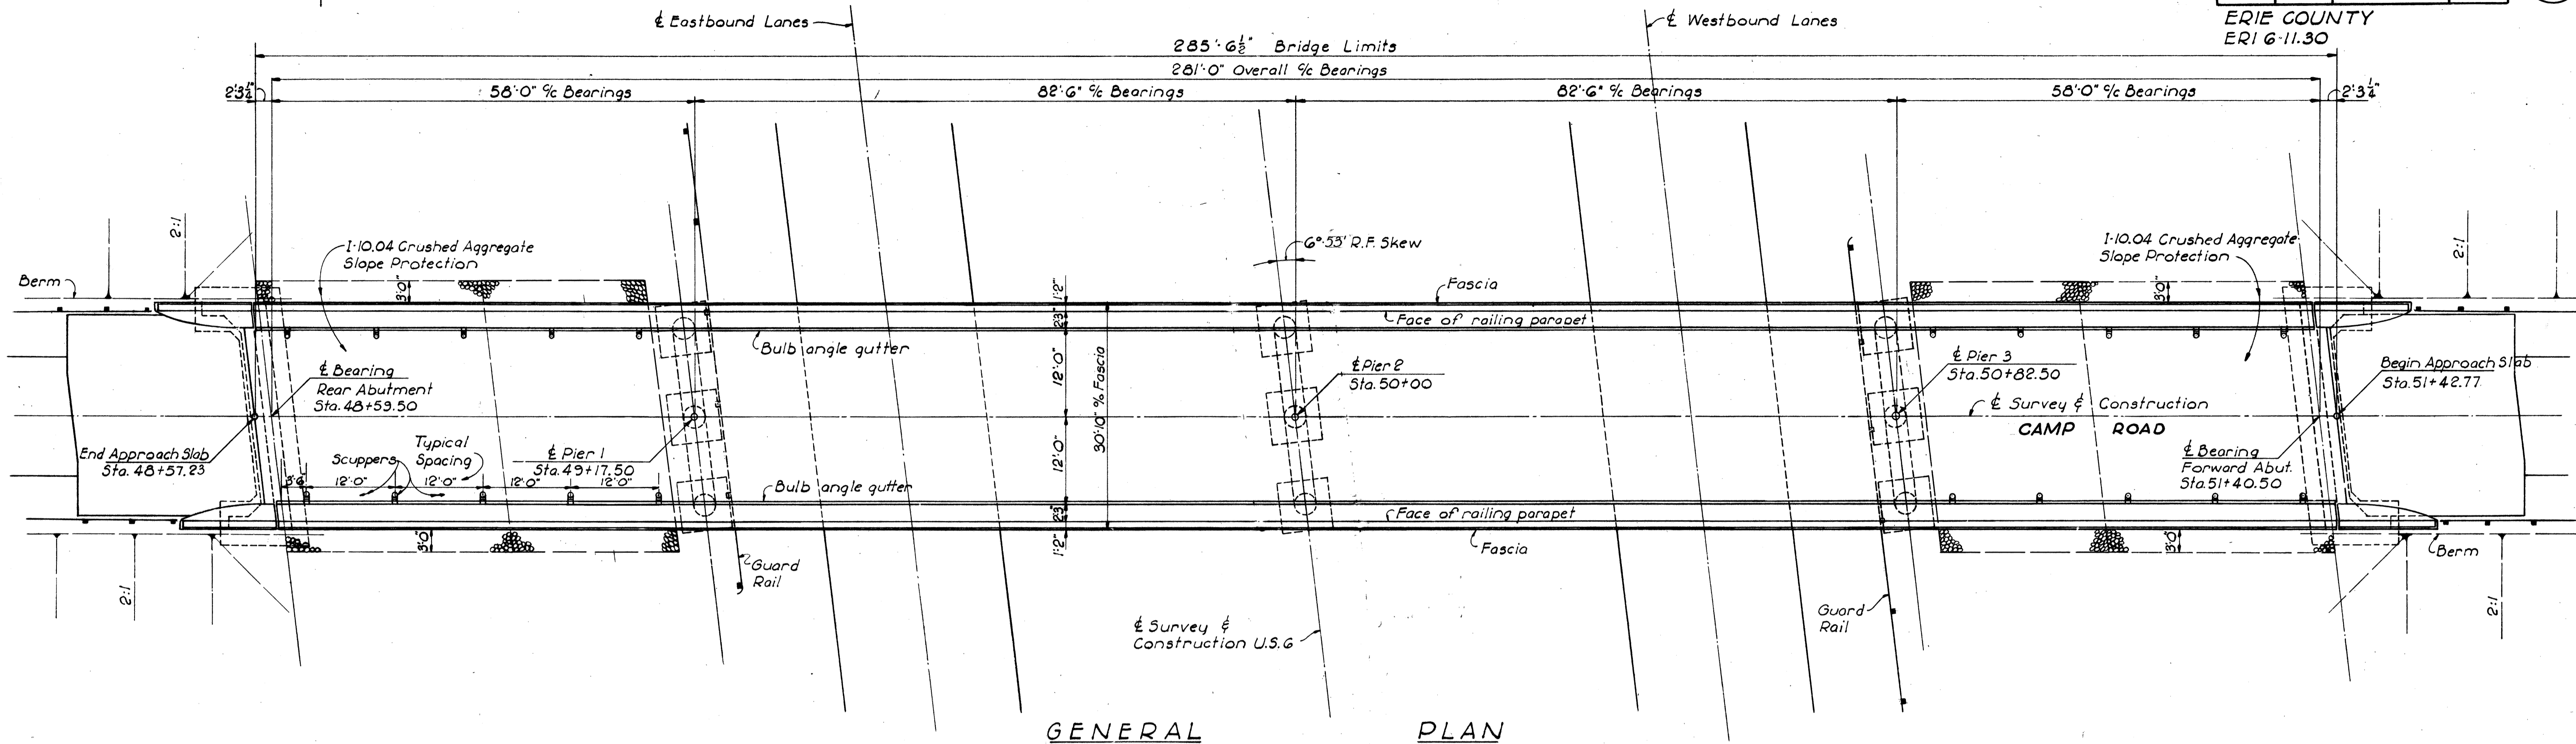 ERIE COUNTY
ERI 6-11.30
℄ Eastbound Lanes
℄ Westbound Lanes
285'-6½" Bridge Limits
281'-0" Overall c/c Bearings
2'3¼"
58'-0" c/c Bearings
82'-6" c/c Bearings
82'-6" c/c Bearings
58'-0" c/c Bearings
2'3¼"
2:1
I-10.04 Crushed Aggregate
Slope Protection
6°-53' R.F. Skew
I-10.04 Crushed Aggregate
Slope Protection
2:1
Berm
3'-0"
1'-2"
Fascia
3'-0"
23"
Face of railing parapet
Bulb angle gutter
℄ Bearing
Rear Abutment
Sta. 48+59.50
12'-0"
30'-10" c/c Fascia
℄ Pier 2
Sta. 50+00
℄ Pier 3
Sta. 50+82.50
Begin Approach Slab
Sta. 51+42.77
℄ Survey & Construction
CAMP ROAD
End Approach Slab
Sta. 48+57.23
Scuppers
Typical
Spacing
℄ Pier 1
Sta. 49+17.50
12'-0"
℄ Bearing
Forward Abut.
Sta. 51+40.50
3'6"
12'-0"
12'-0"
12'-0"
12'-0"
Bulb angle gutter
23"
Face of railing parapet
3'-0"
1'-2"
Fascia
3'-0"
Berm
Guard
Rail
2:1
℄ Survey &
Construction U.S.6
Guard
Rail
2:1
GENERAL PLAN